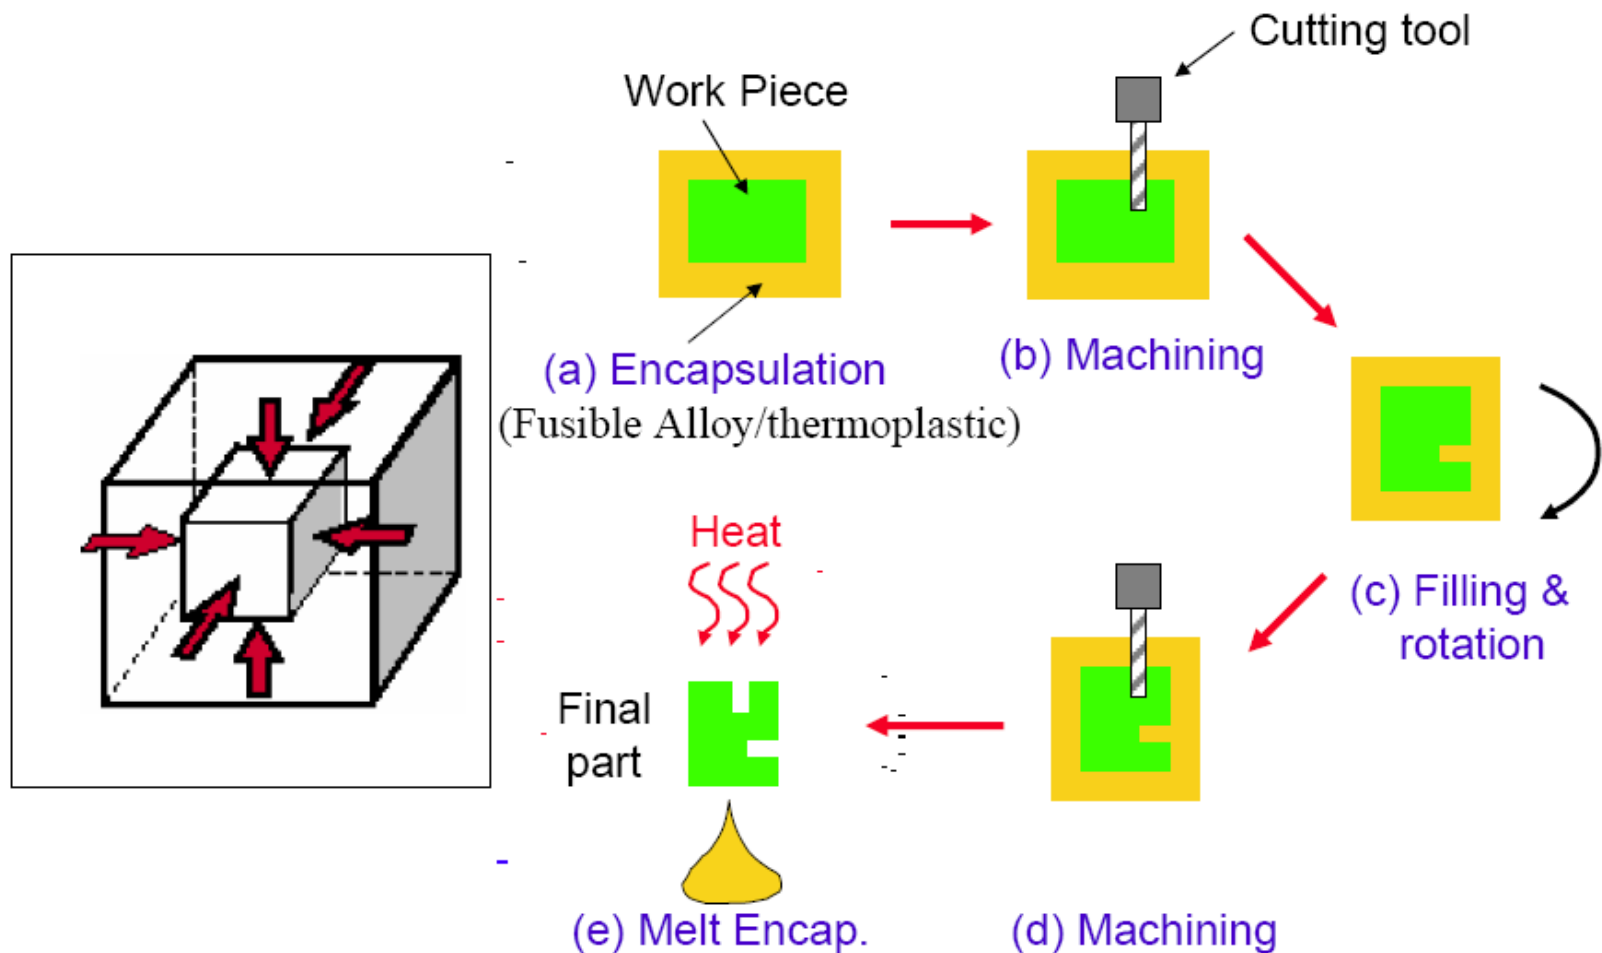 Cutting tool
Work Piece
(a) Encapsulation
(Fusible Alloy/thermoplastic)
(b) Machining
(c) Filling &
rotation
Heat
Final
part
(e) Melt Encap.
(d) Machining